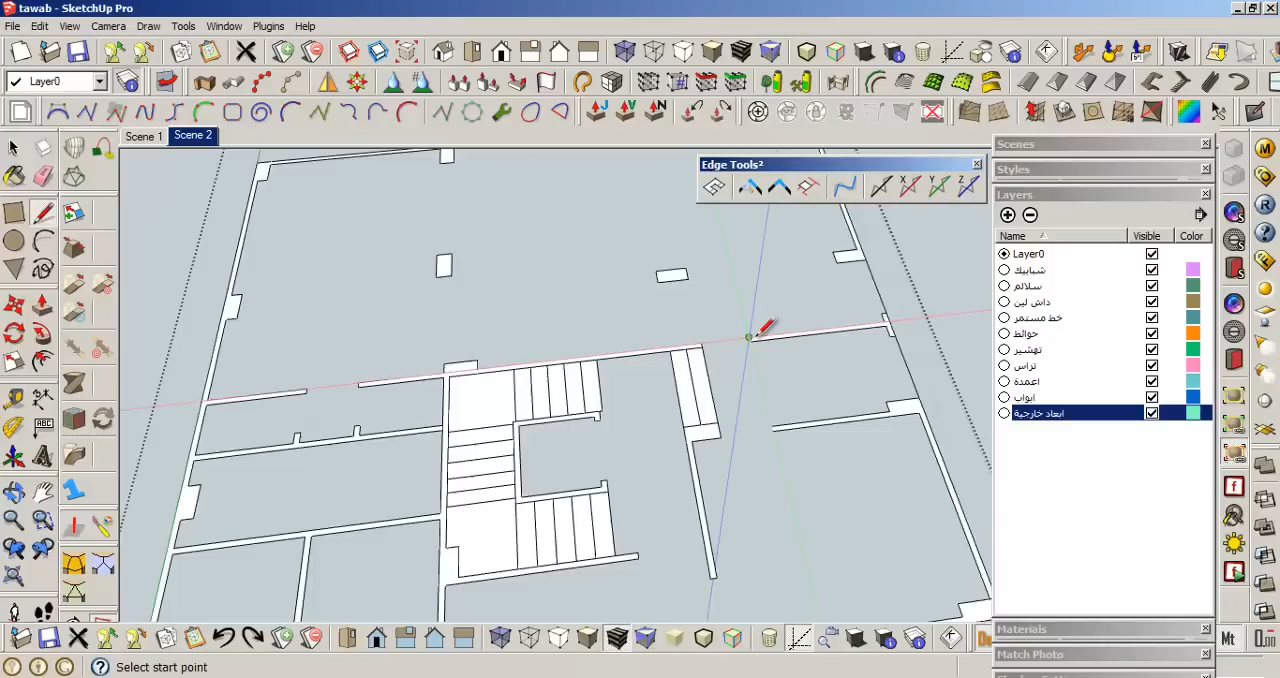 tawab - SketchUp Pro
File Edit View Camera Draw Tools Window Plugins Help
Layer0
Scene 1 Scene 2
Edge Tools²
Scenes
Styles
Layers
Name Visible Color
Layer0
شبابيك
سلالم
داش لين
خط مستمر
حوائط
تهشير
تراس
اعمدة
ابواب
ابعاد خارجية
Materials
Match Photo
Select start point
Mt